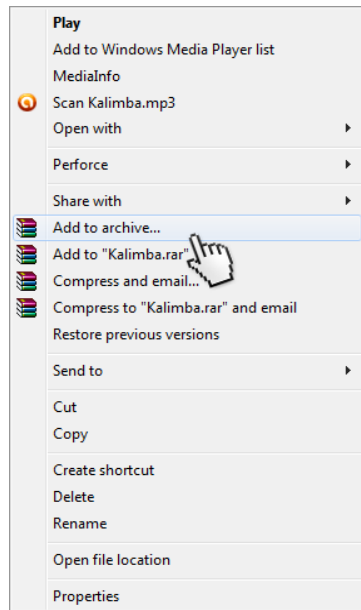 Play
Add to Windows Media Player list
MediaInfo
Scan Kalimba.mp3
Open with
Perforce
Share with
Add to archive...
Add to "Kalimba.rar"
Compress and email...
Compress to "Kalimba.rar" and email
Restore previous versions
Send to
Cut
Copy
Create shortcut
Delete
Rename
Open file location
Properties